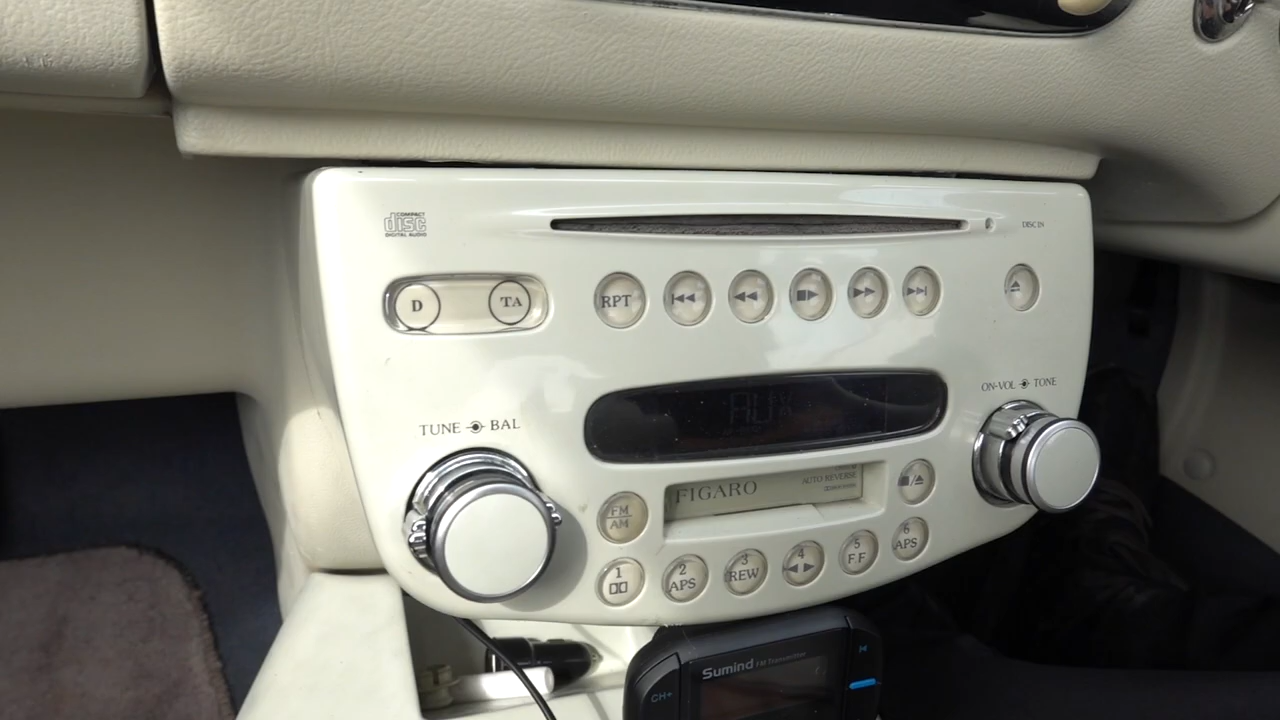 COMPACT
disc
DIGITAL AUDIO
DISC IN
D
TA
RPT
ON-VOL TONE
TUNE BAL
FIGARO
AUTO REVERSE
FM
AM
1
2
APS
3
REW
4
5
F F
6
APS
Sumind FM Transmitter
CH+